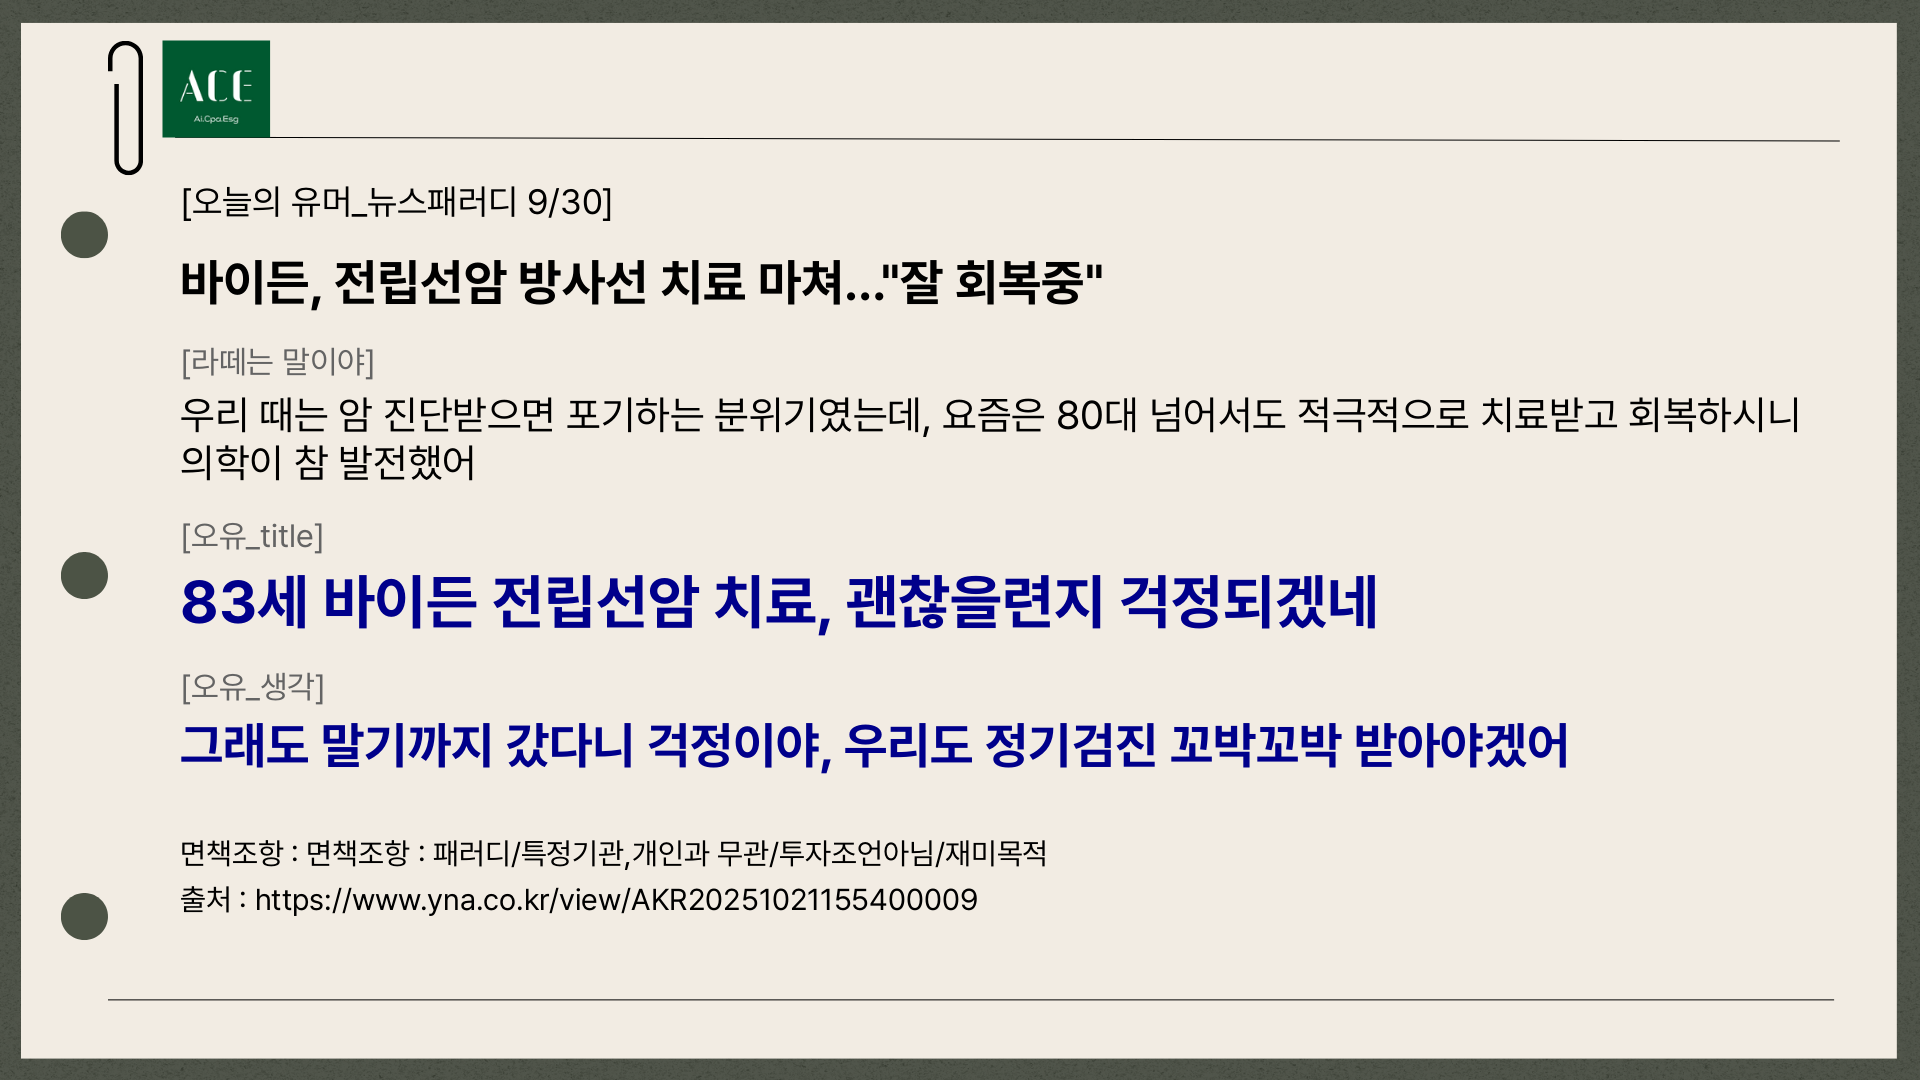 ACE
Ai.Cpa.Esg
[오늘의 유머_뉴스패러디 9/30]
바이든, 전립선암 방사선 치료 마쳐..."잘 회복중"
[라떼는 말이야]
우리 때는 암 진단받으면 포기하는 분위기였는데, 요즘은 80대 넘어서도 적극적으로 치료받고 회복하시니
의학이 참 발전했어
[오유_title]
83세 바이든 전립선암 치료, 괜찮을련지 걱정되겠네
[오유_생각]
그래도 말기까지 갔다니 걱정이야, 우리도 정기검진 꼬박꼬박 받아야겠어
면책조항 : 면책조항 : 패러디/특정기관,개인과 무관/투자조언아님/재미목적
출처 : https://www.yna.co.kr/view/AKR20251021155400009